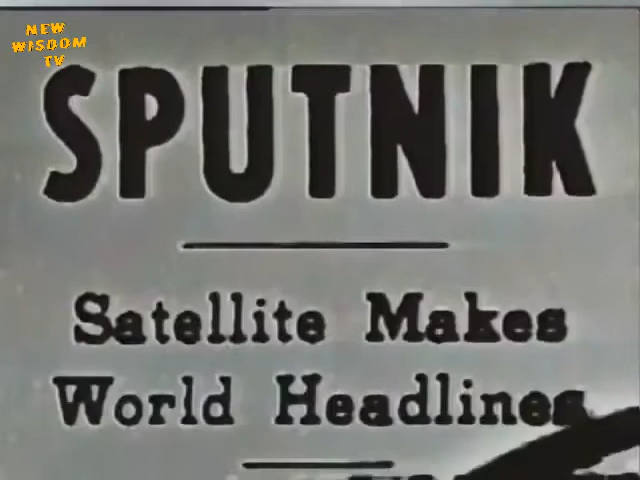 NEW
WISDOM
TV
SPUTNIK
Satellite Makes
World Headlines